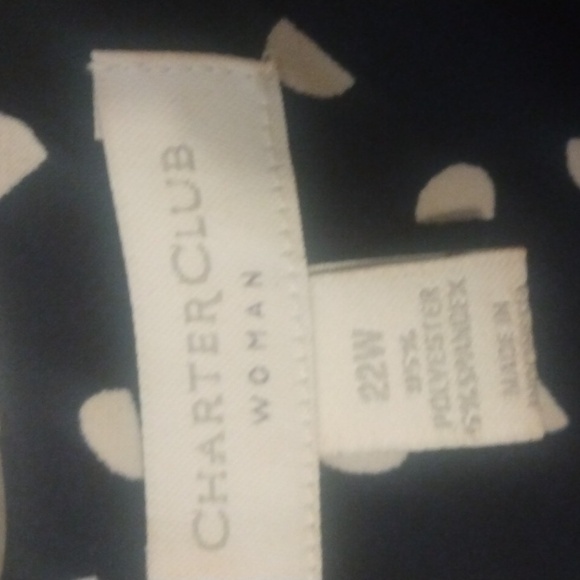 CHARTER CLUB
WOMAN
22W
95%
POLYESTER
5%SPANDEX
MADE IN